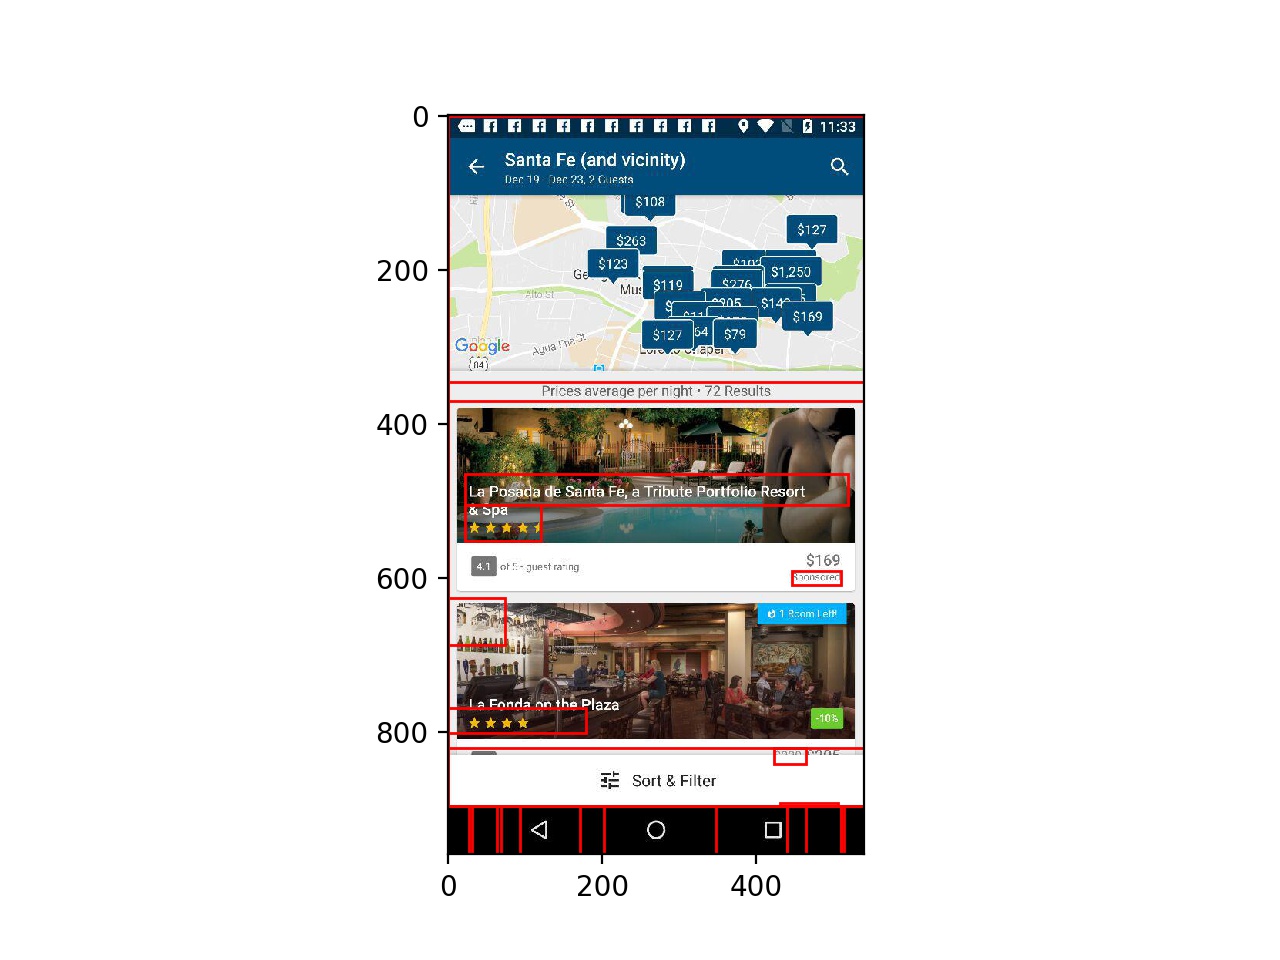 0
200
400
600
800
0
200
400
11:33
Santa Fe (and vicinity)
Dec 19 - Dec 23, 2 Guests
$108
$127
$263
$123
$1,250
$119
$276
$169
$127
$79
Alto St
Agua Fria St
Google
Prices average per night • 72 Results
La Posada de Santa Fe, a Tribute Portfolio Resort
& Spa
4.1 of 5 - guest rating
$169
Sponsored
1 Room Left!
La Fonda on the Plaza
-10%
Sort & Filter